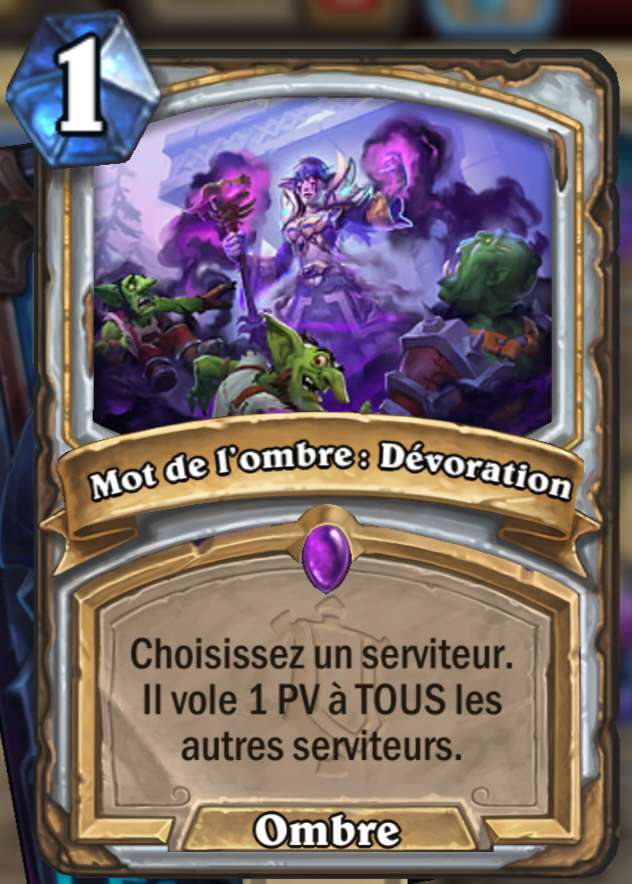 1
Mot de l'ombre : Dévoration
Choisissez un serviteur.
Il vole 1 PV à TOUS les
autres serviteurs.
Ombre